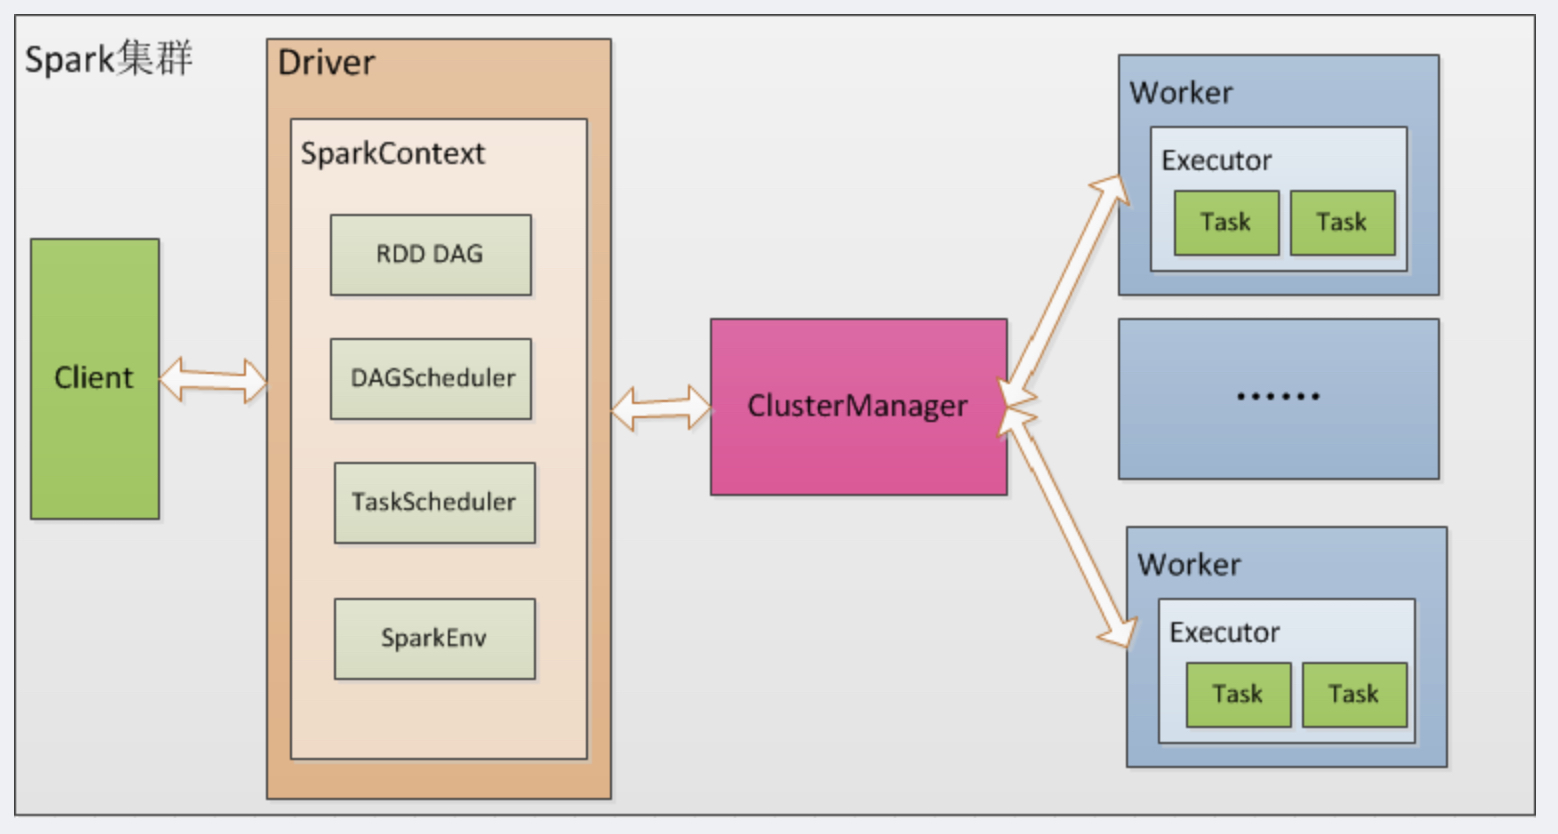 Spark集群
Client
Driver
SparkContext
RDD DAG
DAGScheduler
TaskScheduler
SparkEnv
ClusterManager
Worker
Executor
Task Task
......
Worker
Executor
Task Task